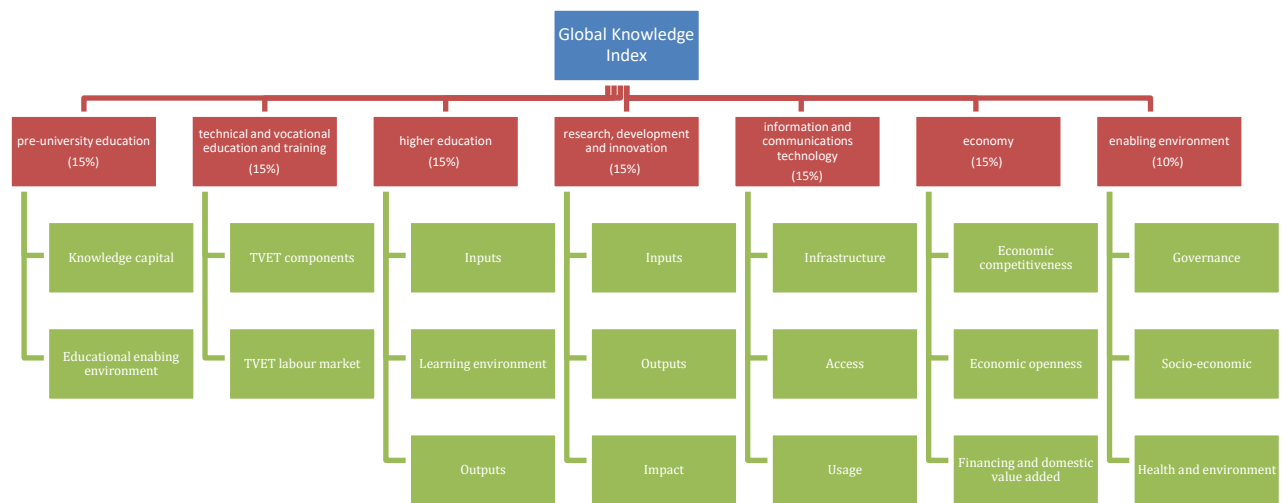 Global Knowledge
Index
pre-university education
(15%)
technical and vocational
education and training
(15%)
higher education
(15%)
research, development
and innovation
(15%)
information and
communications
technology
(15%)
economy
(15%)
enabling environment
(10%)
Knowledge capital
TVET components
Inputs
Inputs
Infrastructure
Economic
competitiveness
Governance
Educational enabing
environment
TVET labour market
Learning environment
Outputs
Access
Economic openness
Socio-economic
Outputs
Impact
Usage
Financing and domestic
value added
Health and environment